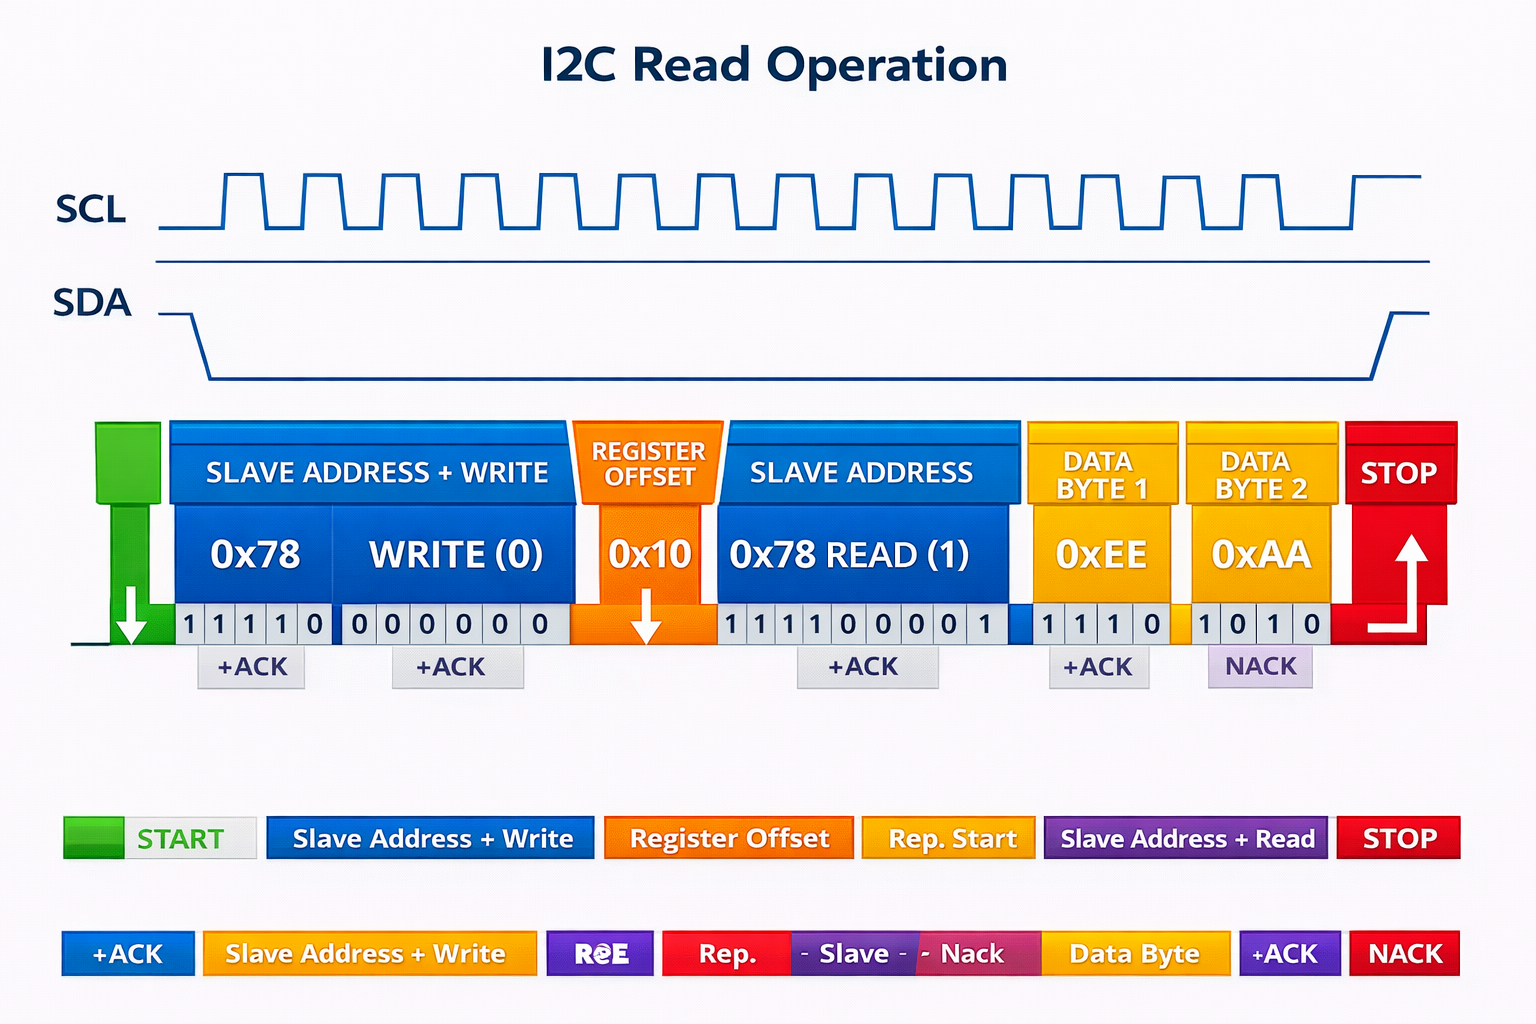 I2C Read Operation
SCL
SDA
SLAVE ADDRESS + WRITE
REGISTER
OFFSET
SLAVE ADDRESS
DATA
BYTE 1
DATA
BYTE 2
STOP
0x78 WRITE (0) 0x10 0x78 READ (1) 0xEE 0xAA
1 1 1 1 0 0 0 0 0 0 0 1 1 1 1 0 0 0 0 1 1 1 1 0 1 0 1 0
+ACK +ACK +ACK +ACK NACK
START Slave Address + Write Register Offset Rep. Start Slave Address + Read STOP
+ACK Slave Address + Write Rep. - Slave - - Nack Data Byte +ACK NACK